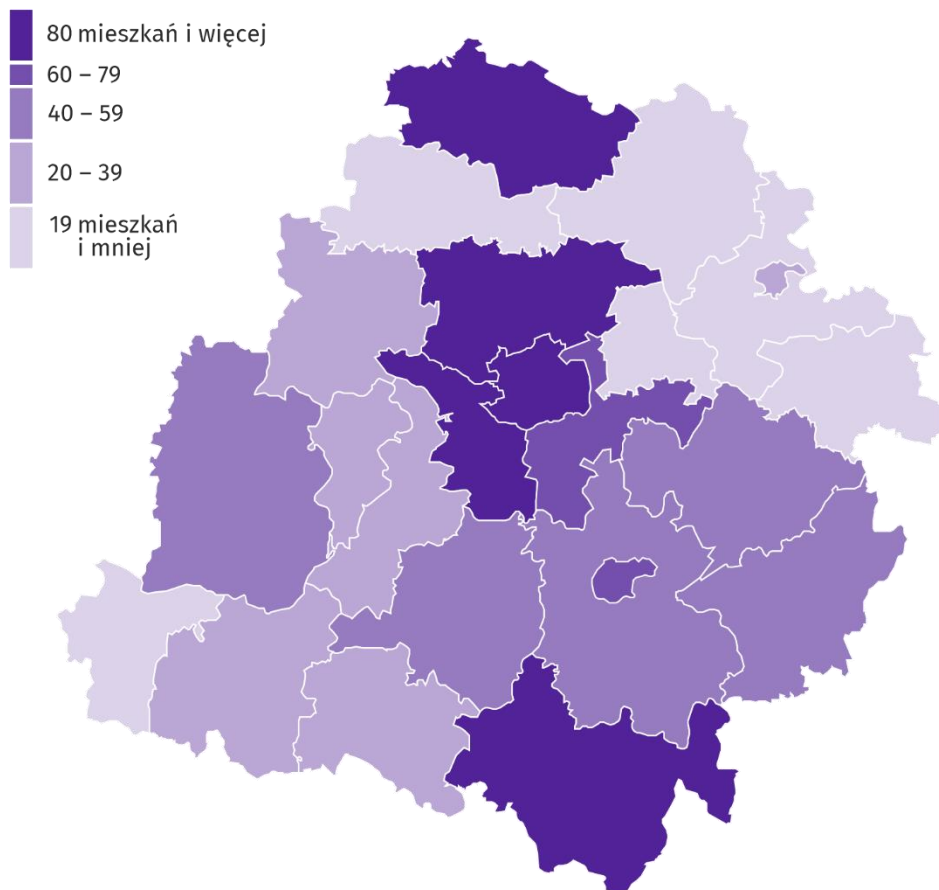 80 mieszkań i więcej
60 – 79
40 – 59
20 – 39
19 mieszkań
i mniej